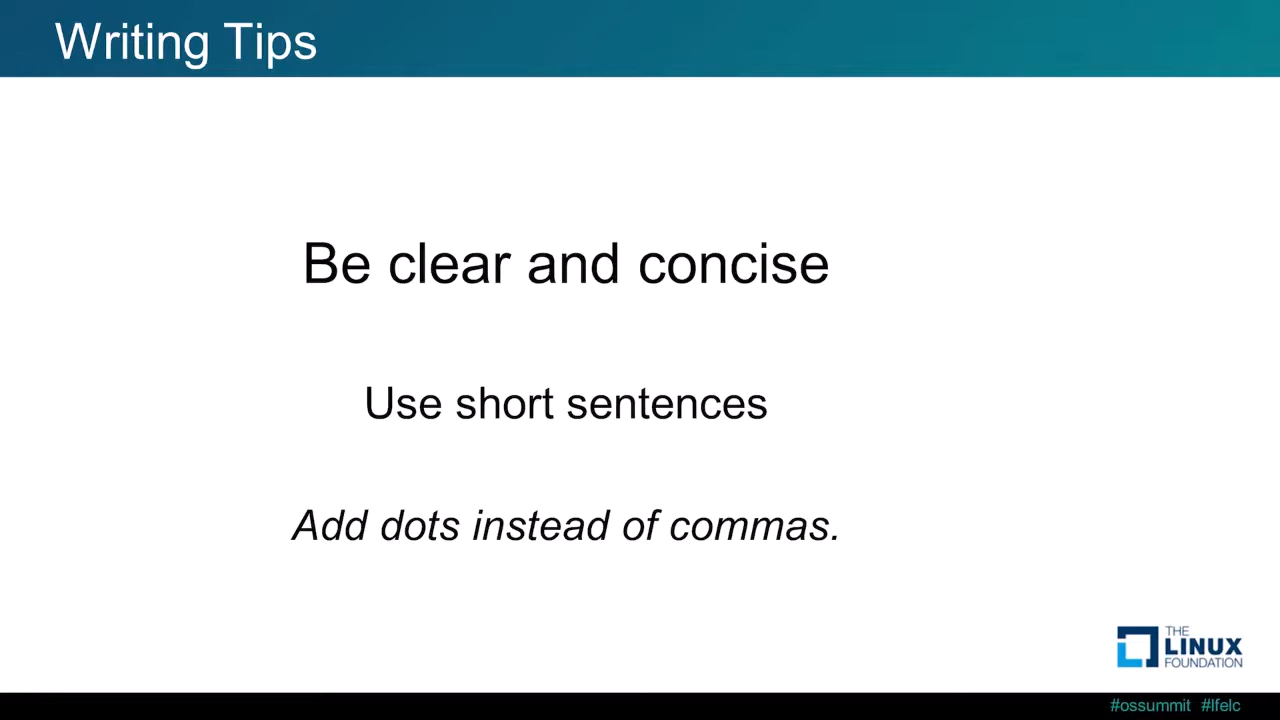 Writing Tips
Be clear and concise
Use short sentences
Add dots instead of commas.
THE
LINUX
FOUNDATION
#ossummit #lfelc